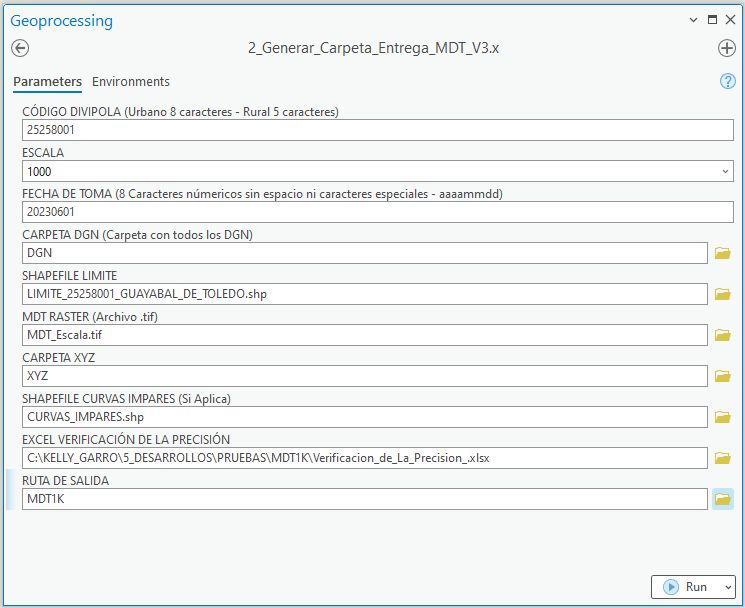 Geoprocessing
2_Generar_Carpeta_Entrega_MDT_V3.x
Parameters Environments
CÓDIGO DIVIPOLA (Urbano 8 caracteres - Rural 5 caracteres)
25258001
ESCALA
1000
FECHA DE TOMA (8 Caracteres númericos sin espacio ni caracteres especiales - aaaammdd)
20230601
CARPETA DGN (Carpeta con todos los DGN)
DGN
SHAPEFILE LIMITE
LIMITE_25258001_GUAYABAL_DE_TOLEDO.shp
MDT RASTER (Archivo .tif)
MDT_Escala.tif
CARPETA XYZ
XYZ
SHAPEFILE CURVAS IMPARES (Si Aplica)
CURVAS_IMPARES.shp
EXCEL VERIFICACIÓN DE LA PRECISIÓN
C:\KELLY_GARRO\5_DESARROLLOS\PRUEBAS\MDT1K\Verificacion_de_La_Precision_.xlsx
RUTA DE SALIDA
MDT1K
Run